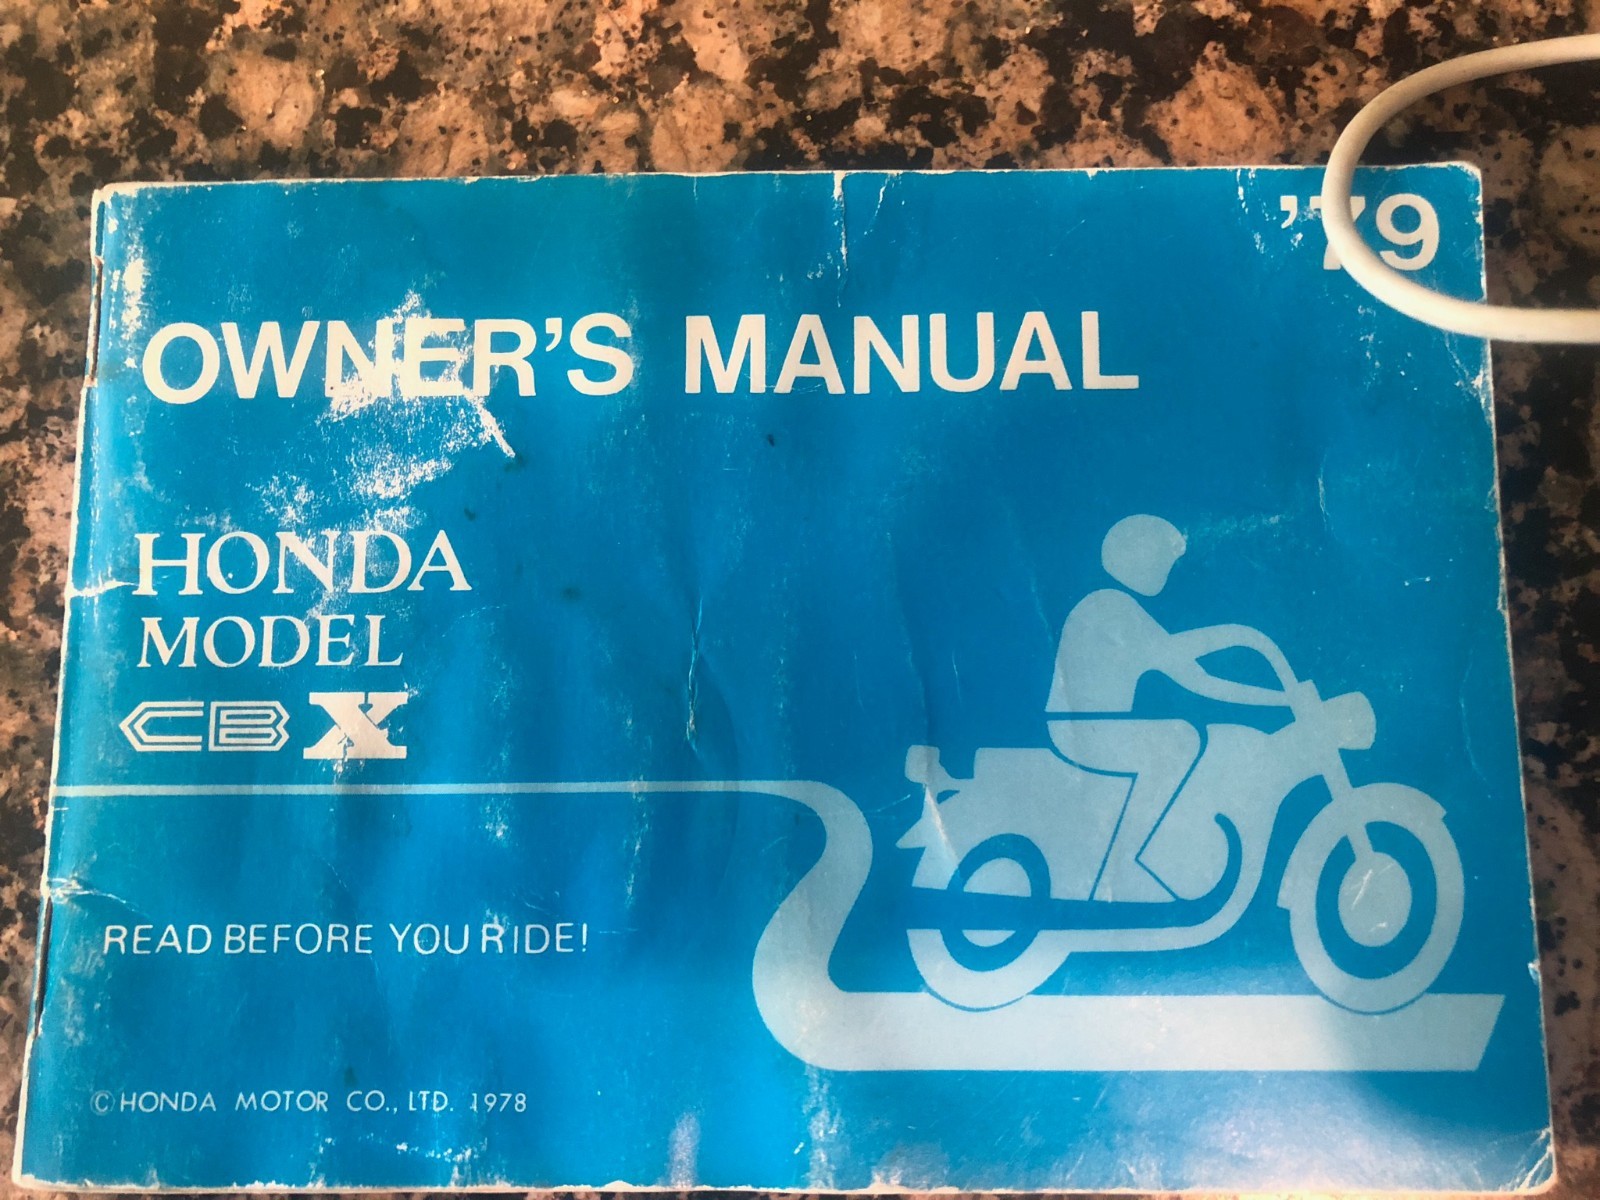 '79
OWNER'S MANUAL
HONDA
MODEL
CBX
READ BEFORE YOU RIDE!
© HONDA MOTOR CO., LTD. 1978